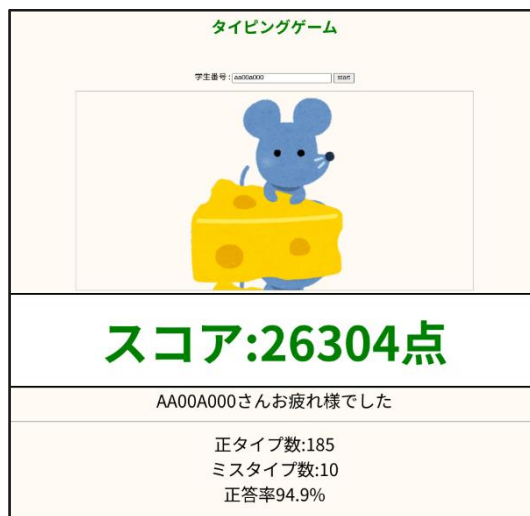 タイピングゲーム
学生番号 : aa00a000 start
スコア:26304点
AA00A000さんお疲れ様でした
正タイプ数:185
ミスタイプ数:10
正答率94.9%